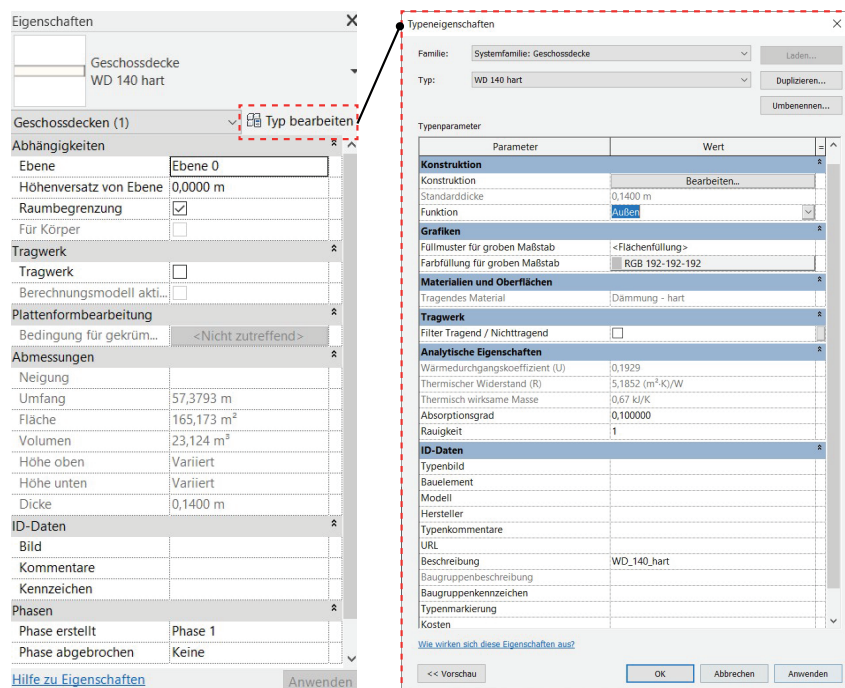 Eigenschaften
Geschossdecke
WD 140 hart
Geschossdecken (1)
Typ bearbeiten
Abhängigkeiten
Ebene Ebene 0
Höhenversatz von Ebene 0,0000 m
Raumbegrenzung
Für Körper
Tragwerk
Tragwerk
Berechnungsmodell akti...
Plattenformbearbeitung
Bedingung für gekrüm... <Nicht zutreffend>
Abmessungen
Neigung
Umfang 57,3793 m
Fläche 165,173 m²
Volumen 23,124 m³
Höhe oben Variiert
Höhe unten Variiert
Dicke 0,1400 m
ID-Daten
Bild
Kommentare
Kennzeichen
Phasen
Phase erstellt Phase 1
Phase abgebrochen Keine
Hilfe zu Eigenschaften Anwenden
Typeneigenschaften
Familie: Systemfamilie: Geschossdecke Laden...
Typ: WD 140 hart Duplizieren...
Umbenennen...
Typenparameter
Parameter Wert =
Konstruktion
Konstruktion Bearbeiten...
Standarddicke 0,1400 m
Funktion Außen
Grafiken
Füllmuster für groben Maßstab <Flächenfüllung>
Farbfüllung für groben Maßstab RGB 192-192-192
Materialien und Oberflächen
Tragendes Material Dämmung - hart
Tragwerk
Filter Tragend / Nichttragend
Analytische Eigenschaften
Wärmedurchgangskoeffizient (U) 0,1929
Thermischer Widerstand (R) 5,1852 (m²·K)/W
Thermisch wirksame Masse 0,67 kJ/K
Absorptionsgrad 0,100000
Rauigkeit 1
ID-Daten
Typenbild
Bauelement
Modell
Hersteller
Typenkommentare
URL
Beschreibung WD_140_hart
Baugruppenbeschreibung
Baugruppenkennzeichen
Typenmarkierung
Kosten
Wie wirken sich diese Eigenschaften aus?
<< Vorschau OK Abbrechen Anwenden